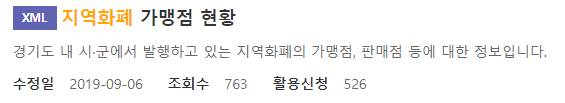 XML 지역화폐 가맹점 현황
경기도 내 시·군에서 발행하고 있는 지역화폐의 가맹점, 판매점 등에 대한 정보입니다.
수정일 2019-09-06 조회수 763 활용신청 526